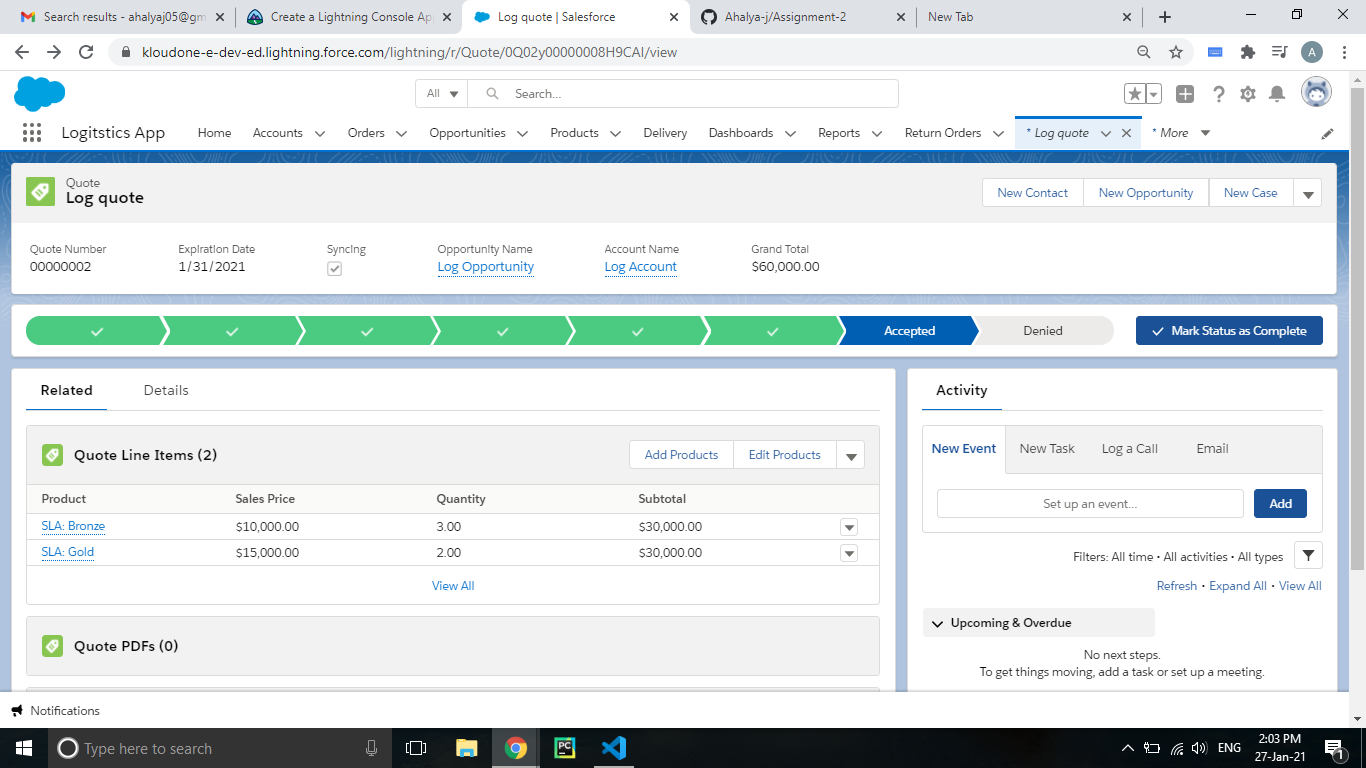 Search results - ahalyaj05@gm
Create a Lightning Console Ap
Log quote | Salesforce
Ahalya-j/Assignment-2
New Tab
kloudone-e-dev-ed.lightning.force.com/lightning/r/Quote/0Q02y00000008H9CAI/view
A
All
Search...
Logitstics App
Home
Accounts
Orders
Opportunities
Products
Delivery
Dashboards
Reports
Return Orders
* Log quote
* More
Quote
Log quote
New Contact
New Opportunity
New Case
Quote Number
Expiration Date
Syncing
Opportunity Name
Account Name
Grand Total
00000002
1/31/2021
Log Opportunity
Log Account
$60,000.00
Accepted
Denied
Mark Status as Complete
Related
Details
Quote Line Items (2)
Add Products
Edit Products
Product
Sales Price
Quantity
Subtotal
SLA: Bronze
$10,000.00
3.00
$30,000.00
SLA: Gold
$15,000.00
2.00
$30,000.00
View All
Quote PDFs (0)
Activity
New Event
New Task
Log a Call
Email
Set up an event...
Add
Filters: All time • All activities • All types
Refresh • Expand All • View All
Upcoming & Overdue
No next steps.
To get things moving, add a task or set up a meeting.
Notifications
Type here to search
PC
ENG
2:03 PM
27-Jan-21
1